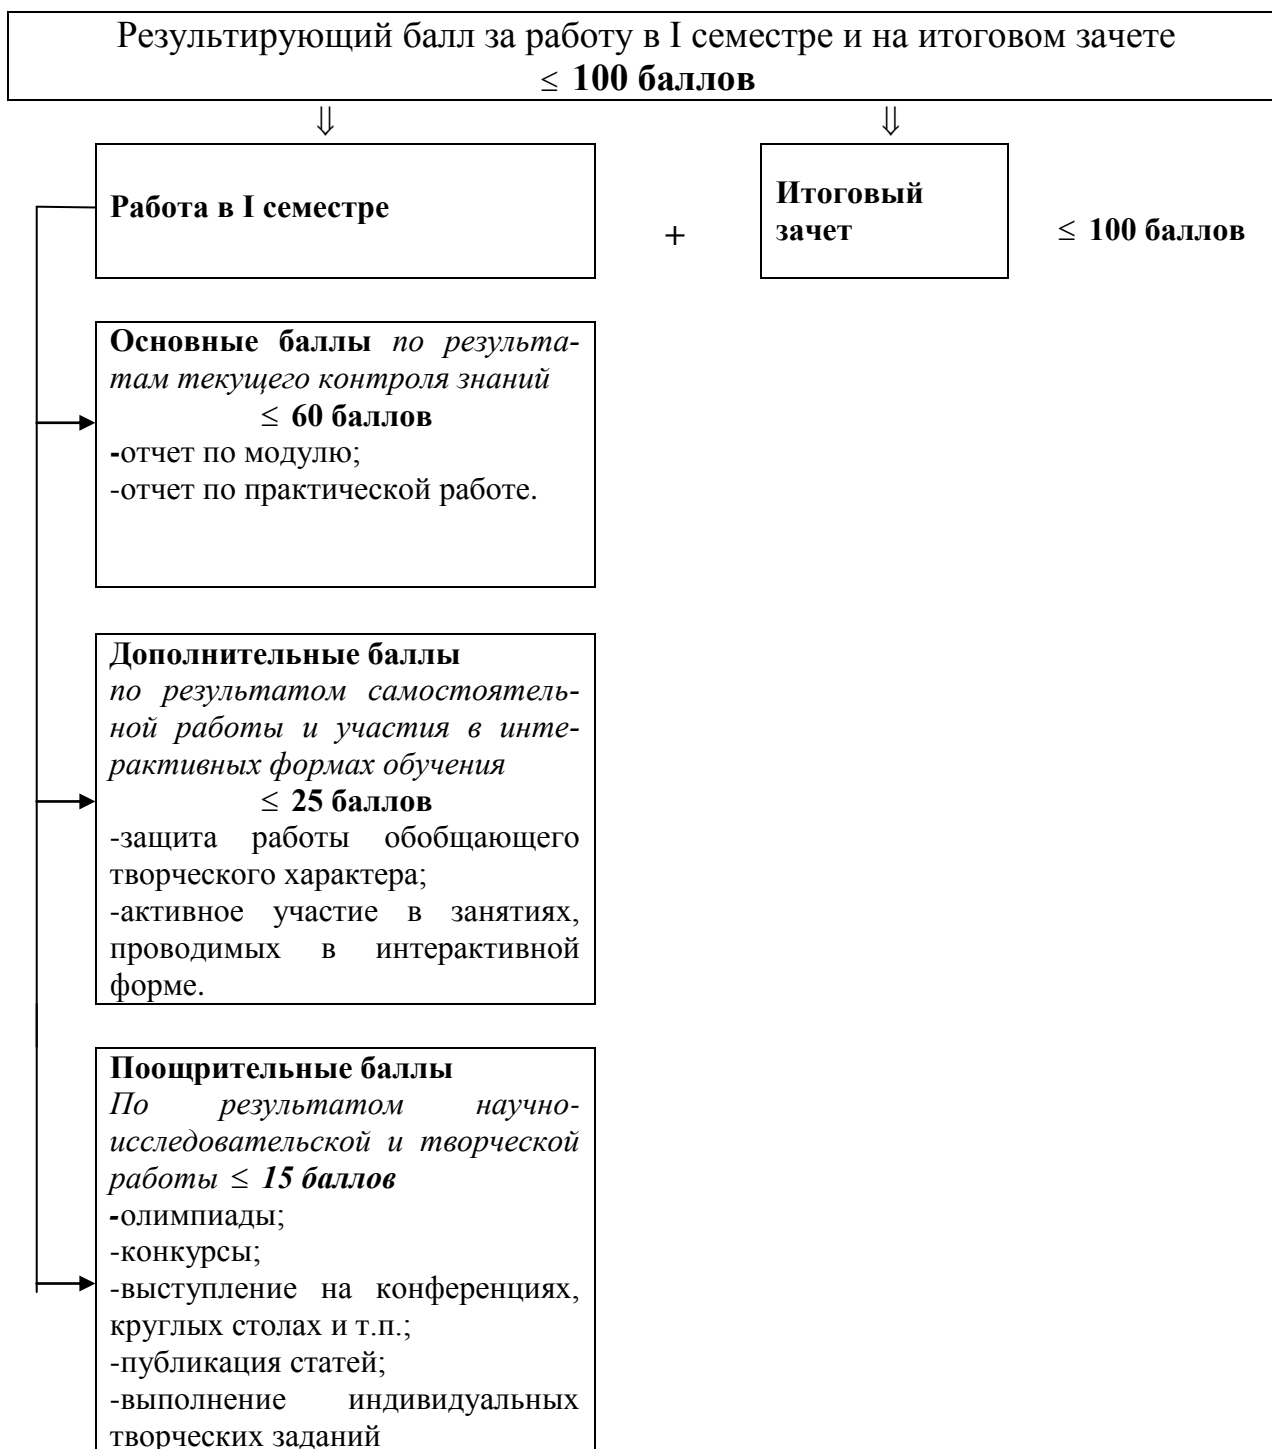 Результирующий балл за работу в I семестре и на итоговом зачете
≤ 100 баллов
⇓ ⇓
Работа в I семестре
+
Итоговый
зачет
≤ 100 баллов
Основные баллы по результа-
там текущего контроля знаний
≤ 60 баллов
-отчет по модулю;
-отчет по практической работе.
Дополнительные баллы
по результатом самостоятель-
ной работы и участия в инте-
рактивных формах обучения
≤ 25 баллов
-защита работы обобщающего
творческого характера;
-активное участие в занятиях,
проводимых в интерактивной
форме.
Поощрительные баллы
По результатом научно-
исследовательской и творческой
работы ≤ 15 баллов
-олимпиады;
-конкурсы;
-выступление на конференциях,
круглых столах и т.п.;
-публикация статей;
-выполнение индивидуальных
творческих заданий